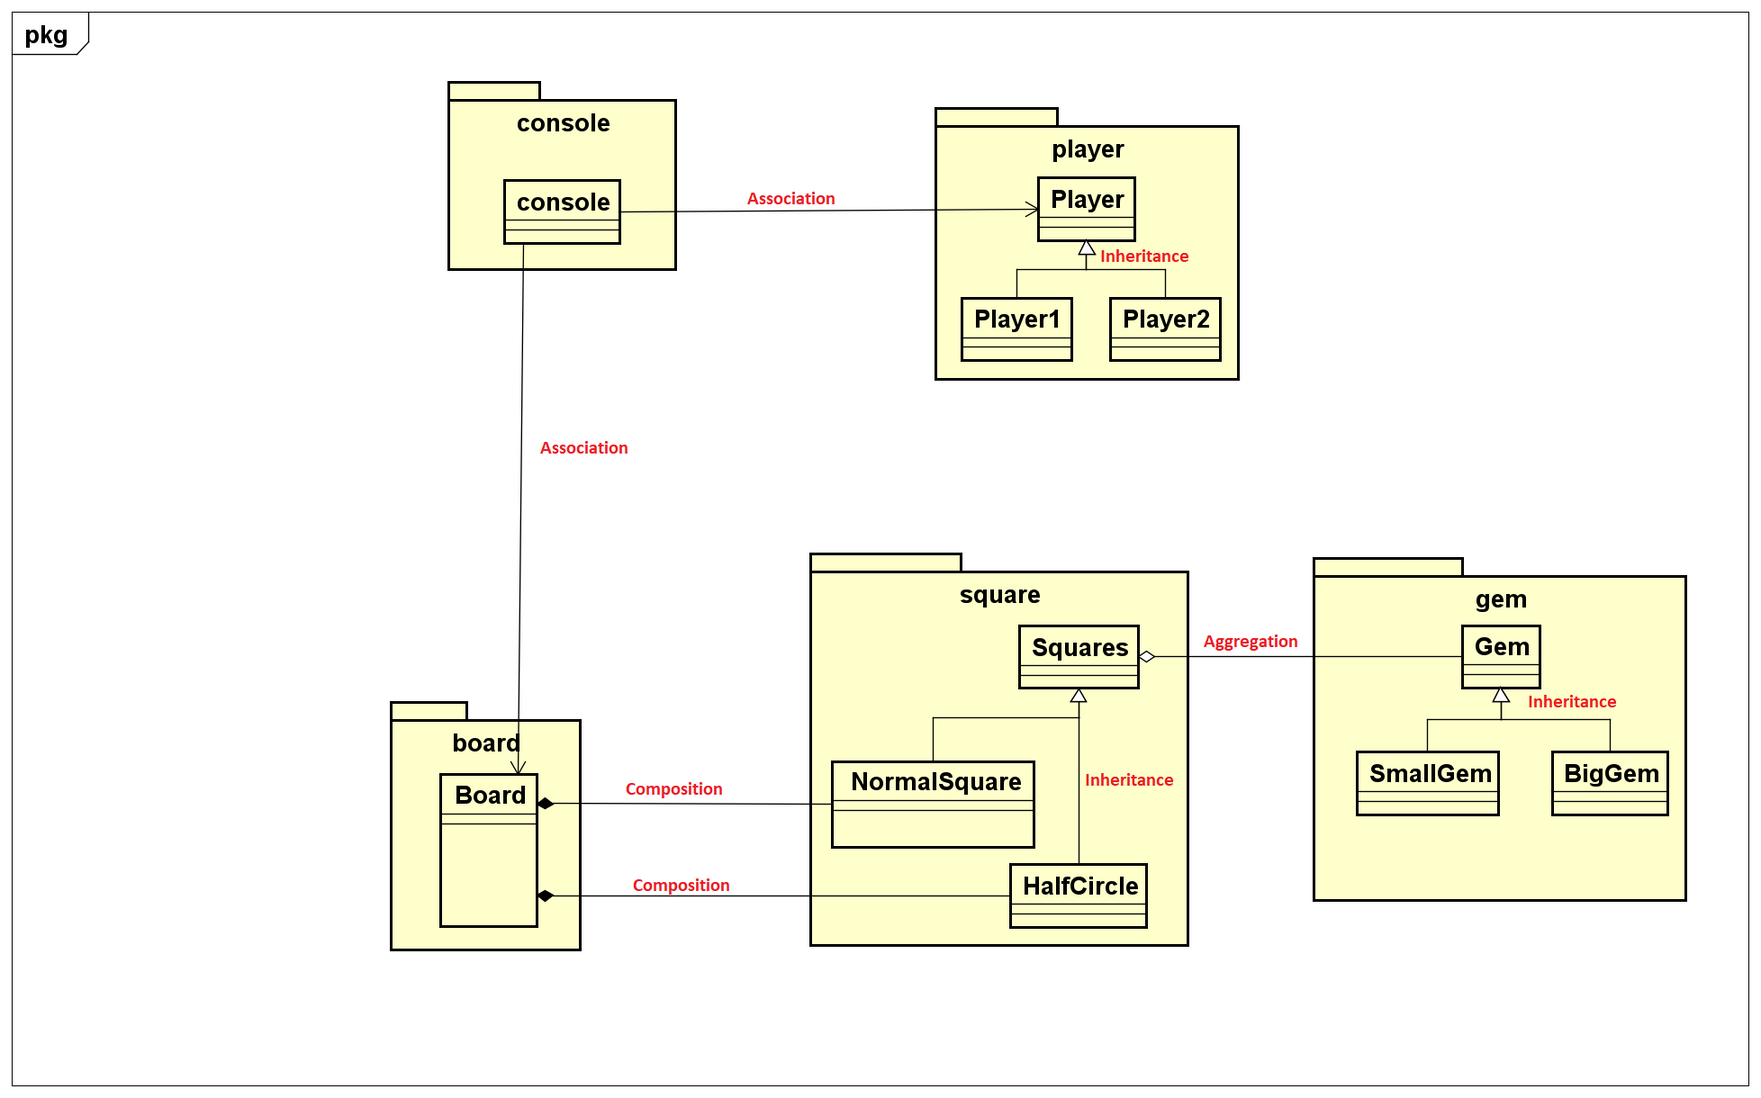 pkg
console
console
Association
player
Player
Inheritance
Player1
Player2
Association
square
Squares
Aggregation
gem
Gem
Inheritance
SmallGem
BigGem
board
Board
Composition
NormalSquare
Inheritance
Composition
HalfCircle